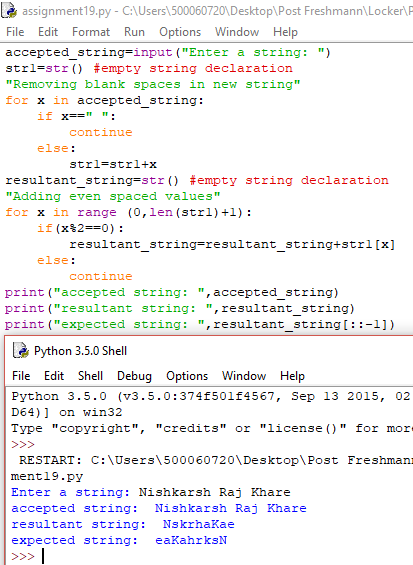 assignment19.py - C:\Users\500060720\Desktop\Post Freshmann\Locker\P
File Edit Format Run Options Window Help
accepted_string=input("Enter a string: ")
str1=str() #empty string declaration
"Removing blank spaces in new string"
for x in accepted_string:
    if x==" ":
        continue
    else:
        str1=str1+x
resultant_string=str() #empty string declaration
"Adding even spaced values"
for x in range (0,len(str1)+1):
    if(x%2==0):
        resultant_string=resultant_string+str1[x]
    else:
        continue
print("accepted string: ",accepted_string)
print("resultant string: ",resultant_string)
print("expected string: ",resultant_string[::-1])
Python 3.5.0 Shell
File Edit Shell Debug Options Window Help
Python 3.5.0 (v3.5.0:374f501f4567, Sep 13 2015, 02
D64)] on win32
Type "copyright", "credits" or "license()" for mor
>>>
 RESTART: C:\Users\500060720\Desktop\Post Freshmann
ment19.py
Enter a string: Nishkarsh Raj Khare
accepted string:  Nishkarsh Raj Khare
resultant string:  NskrhaKae
expected string:  eaKahrksN
>>>